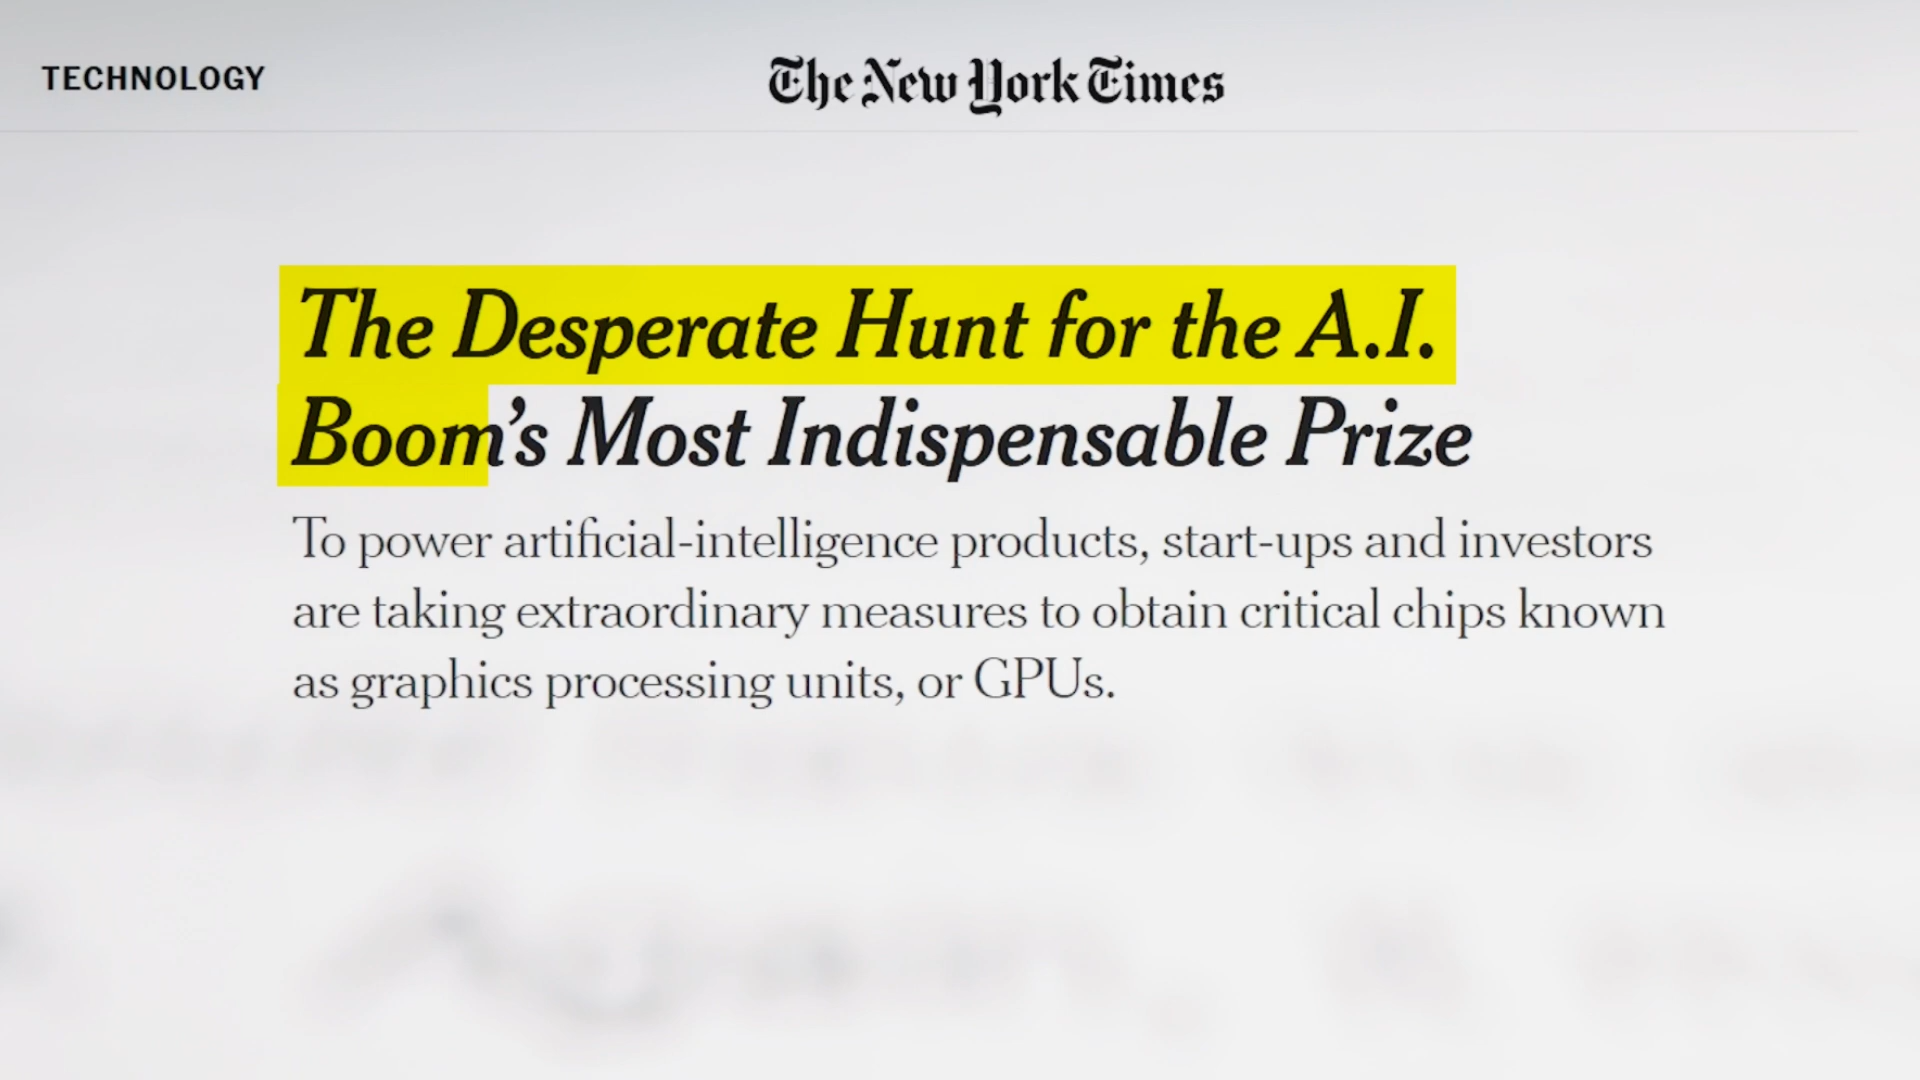 TECHNOLOGY
The New York Times
The Desperate Hunt for the A.I.
Boom’s Most Indispensable Prize
To power artificial-intelligence products, start-ups and investors
are taking extraordinary measures to obtain critical chips known
as graphics processing units, or GPUs.